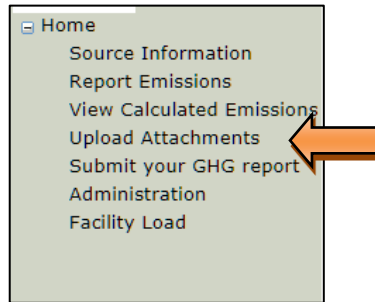 Home
Source Information
Report Emissions
View Calculated Emissions
Upload Attachments
Submit your GHG report
Administration
Facility Load